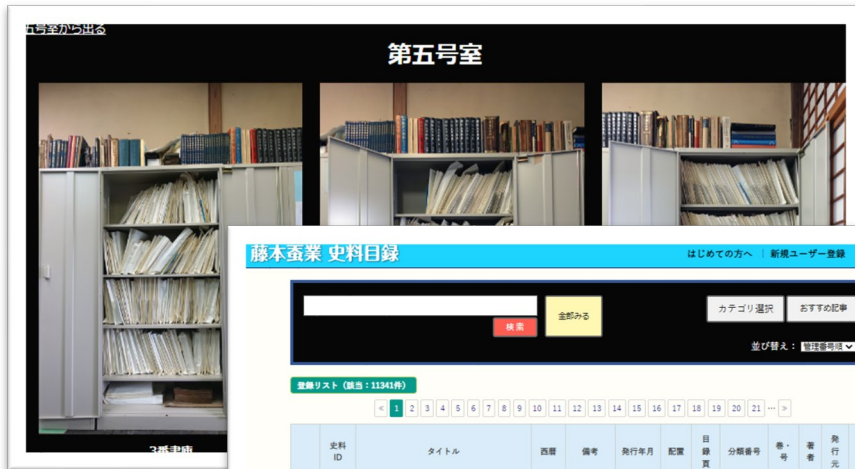 五号室から出る
第五号室
3番書庫
藤本蚕業 史料目録
はじめての方へ | 新規ユーザー登録
検索
全部みる
カテゴリ選択
おすすめ記事
並び替え： 管理番号順
登録リスト（該当：11341件）
< 1 2 3 4 5 6 7 8 9 10 11 12 13 14 15 16 17 18 19 20 21 … >
史料ID タイトル 西暦 備考 発行年月 配置 目録頁 分類番号 巻・号 著者 発行元